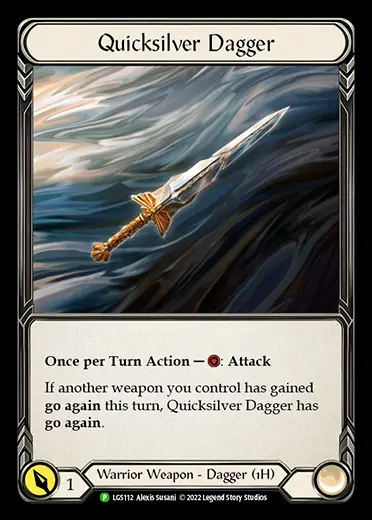 Quicksilver Dagger
Once per Turn Action — : Attack
If another weapon you control has gained
go again this turn, Quicksilver Dagger has
go again.
1
Warrior Weapon - Dagger (1H)
P LGS112 Alexis Susani © 2022 Legend Story Studios